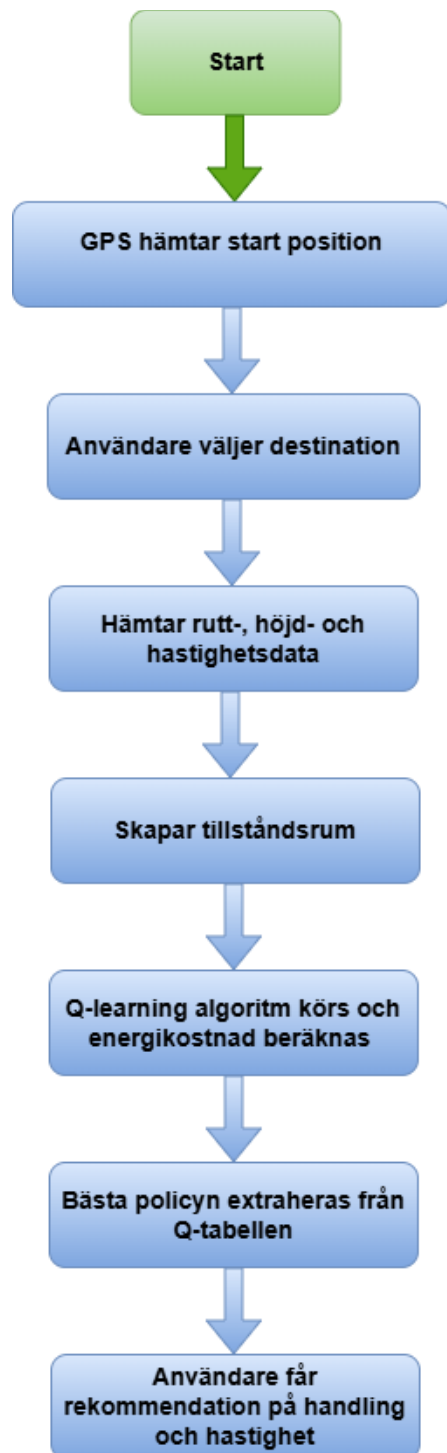 Start
GPS hämtar start position
Användare väljer destination
Hämtar rutt-, höjd- och
hastighetsdata
Skapar tillståndsrum
Q-learning algoritm körs och
energikostnad beräknas
Bästa policyn extraheras från
Q-tabellen
Användare får
rekommendation på handling
och hastighet